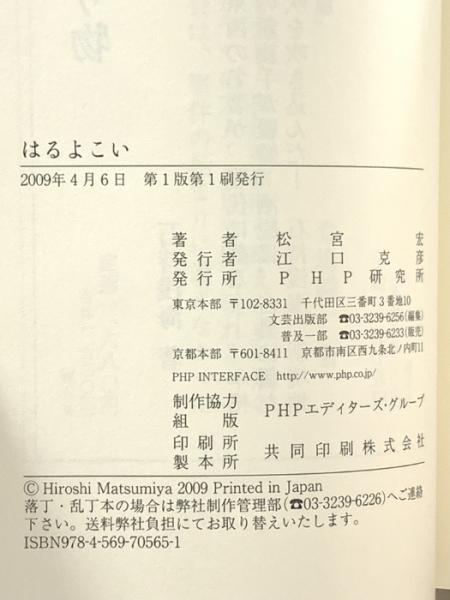 り物
はるよこい
2009年4月6日 第1版第1刷発行
著者 松宮 宏
発行者 江口克彦
発行所 PHP研究所
東京本部 〒102-8331 千代田区三番町3番地10
文芸出版部 ☎03-3239-6256(編集)
普及一部 ☎03-3239-6233(販売)
京都本部 〒601-8411 京都市南区西九条北ノ内町11
PHP INTERFACE http://www.php.co.jp/
制作協力
組版 PHPエディターズ・グループ
印刷所
製本所 共同印刷株式会社
© Hiroshi Matsumiya 2009 Printed in Japan
落丁・乱丁本の場合は弊社制作管理部(☎03-3239-6226)へご連絡
下さい。送料弊社負担にてお取り替えいたします。
ISBN978-4-569-70565-1